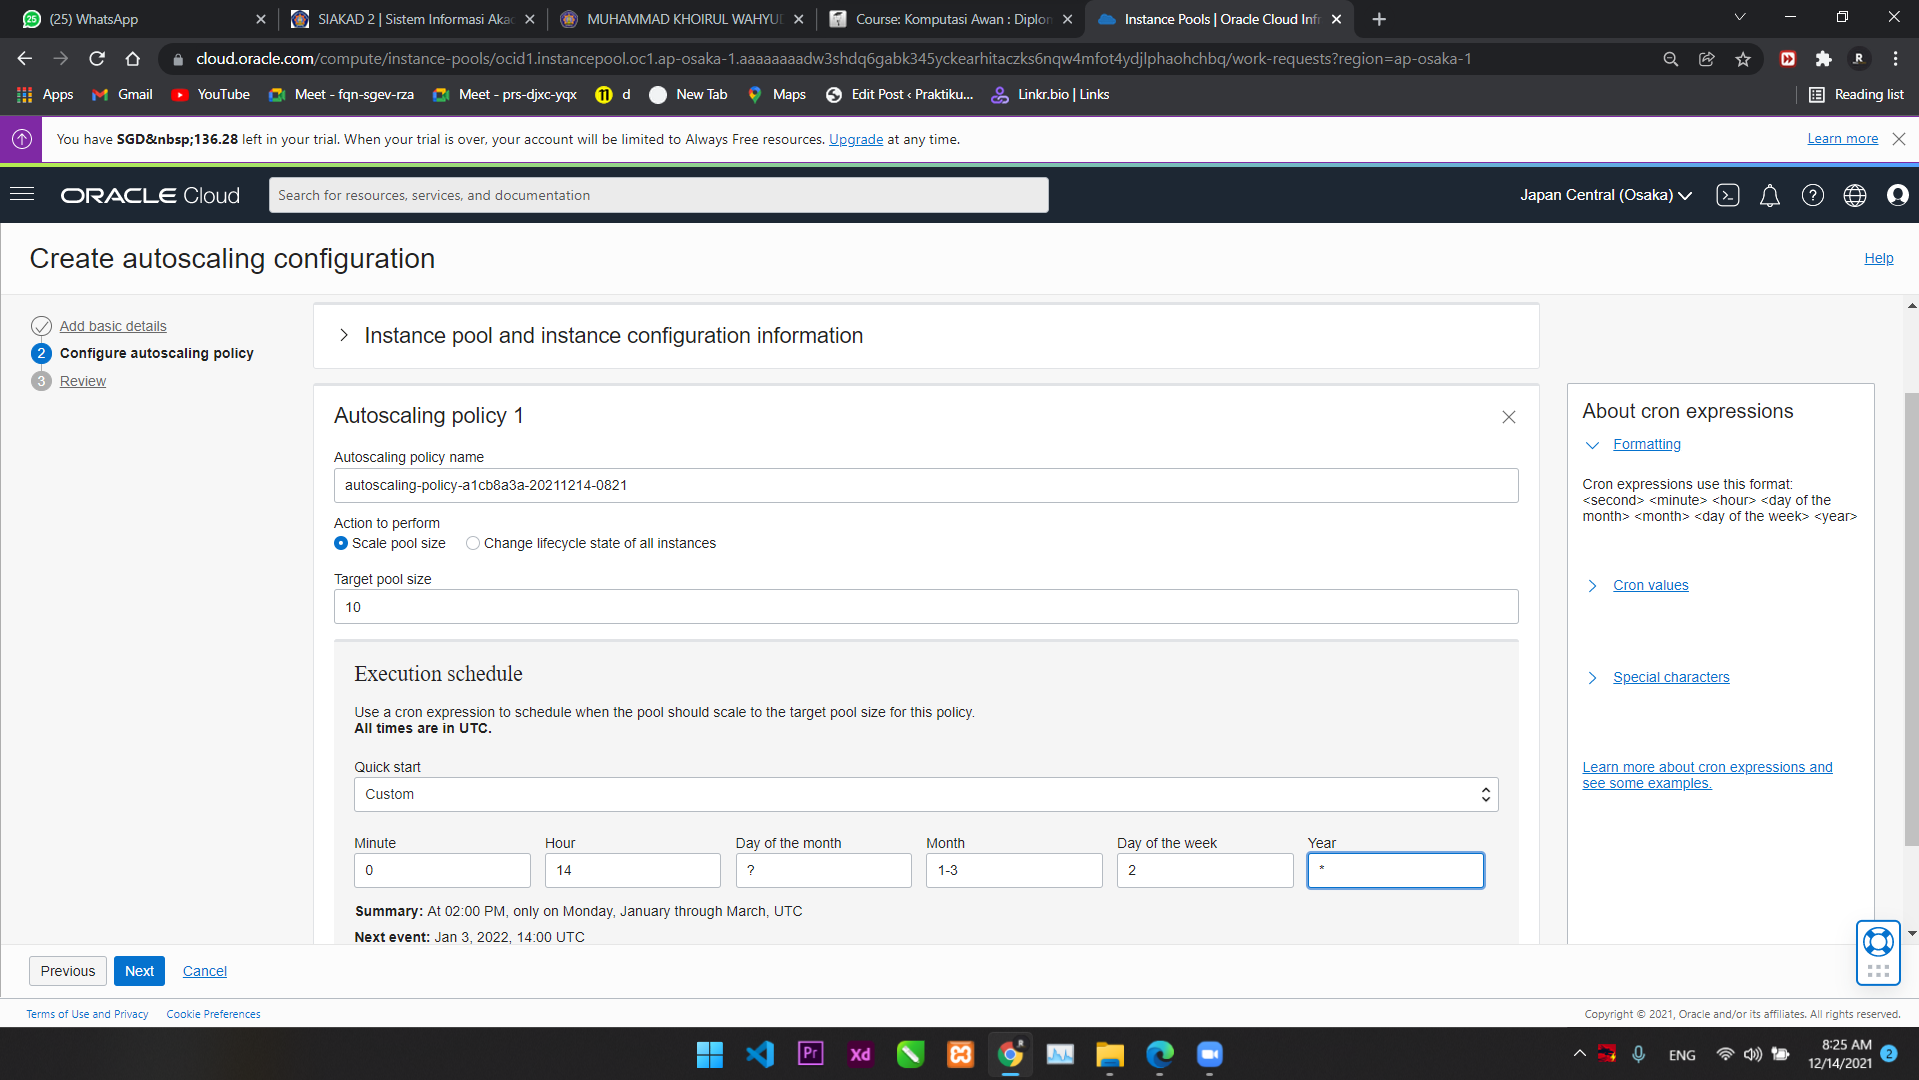 (25) WhatsApp
SIAKAD 2 | Sistem Informasi Akad
MUHAMMAD KHOIRUL WAHYUD
Course: Komputasi Awan : Diplom
Instance Pools | Oracle Cloud Infr
cloud.oracle.com/compute/instance-pools/ocid1.instancepool.oc1.ap-osaka-1.aaaaaaaadw3shdq6gabk345yckearhitaczks6nqw4mfot4ydjlphaohchbq/work-requests?region=ap-osaka-1
R
Apps
Gmail
YouTube
Meet - fqn-sgev-rza
Meet - prs-djxc-yqx
d
New Tab
Maps
Edit Post ‹ Praktiku...
Linkr.bio | Links
Reading list
You have SGD&nbsp;136.28 left in your trial. When your trial is over, your account will be limited to Always Free resources. Upgrade at any time.
Learn more
ORACLE Cloud
Search for resources, services, and documentation
Japan Central (Osaka)
Create autoscaling configuration
Help
Add basic details
2 Configure autoscaling policy
3 Review
Instance pool and instance configuration information
Autoscaling policy 1
Autoscaling policy name
autoscaling-policy-a1cb8a3a-20211214-0821
Action to perform
Scale pool size
Change lifecycle state of all instances
Target pool size
10
Execution schedule
Use a cron expression to schedule when the pool should scale to the target pool size for this policy.
All times are in UTC.
Quick start
Custom
Minute
Hour
Day of the month
Month
Day of the week
Year
0
14
?
1-3
2
*
Summary: At 02:00 PM, only on Monday, January through March, UTC
Next event: Jan 3, 2022, 14:00 UTC
About cron expressions
Formatting
Cron expressions use this format:
<second> <minute> <hour> <day of the
month> <month> <day of the week> <year>
Cron values
Special characters
Learn more about cron expressions and
see some examples.
Previous
Next
Cancel
Terms of Use and Privacy
Cookie Preferences
Copyright © 2021, Oracle and/or its affiliates. All rights reserved.
Pr
Xd
R
ENG
8:25 AM
12/14/2021
2